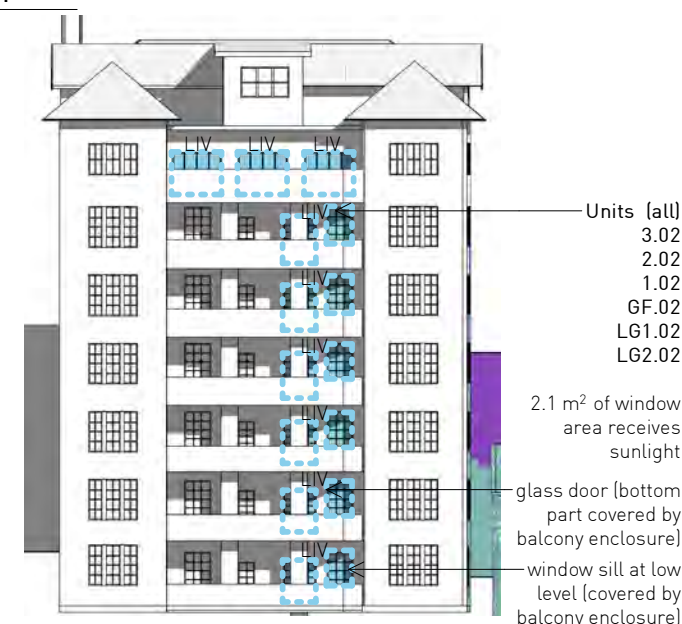 LIV LIV LIV
LIV
LIV
LIV
LIV
LIV
LIV
Units (all)
3.02
2.02
1.02
GF.02
LG1.02
LG2.02
2.1 m² of window
area receives
sunlight
glass door (bottom
part covered by
balcony enclosure)
window sill at low
level (covered by
balcony enclosure)